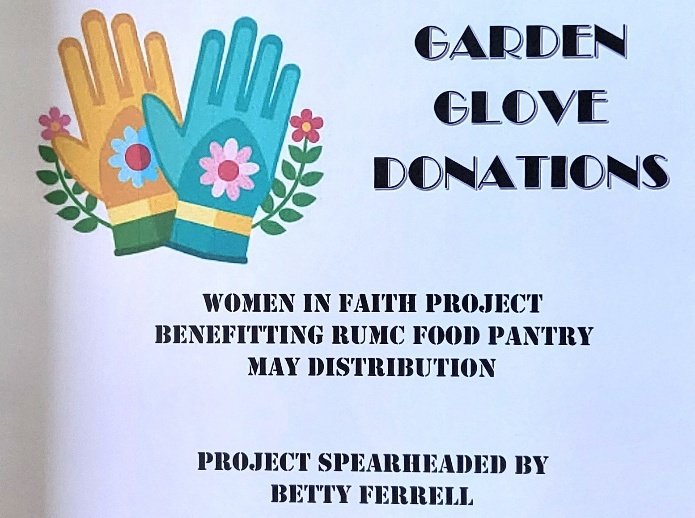 GARDEN
GLOVE
DONATIONS
WOMEN IN FAITH PROJECT
BENEFITTING RUMC FOOD PANTRY
MAY DISTRIBUTION
PROJECT SPEARHEADED BY
BETTY FERRELL